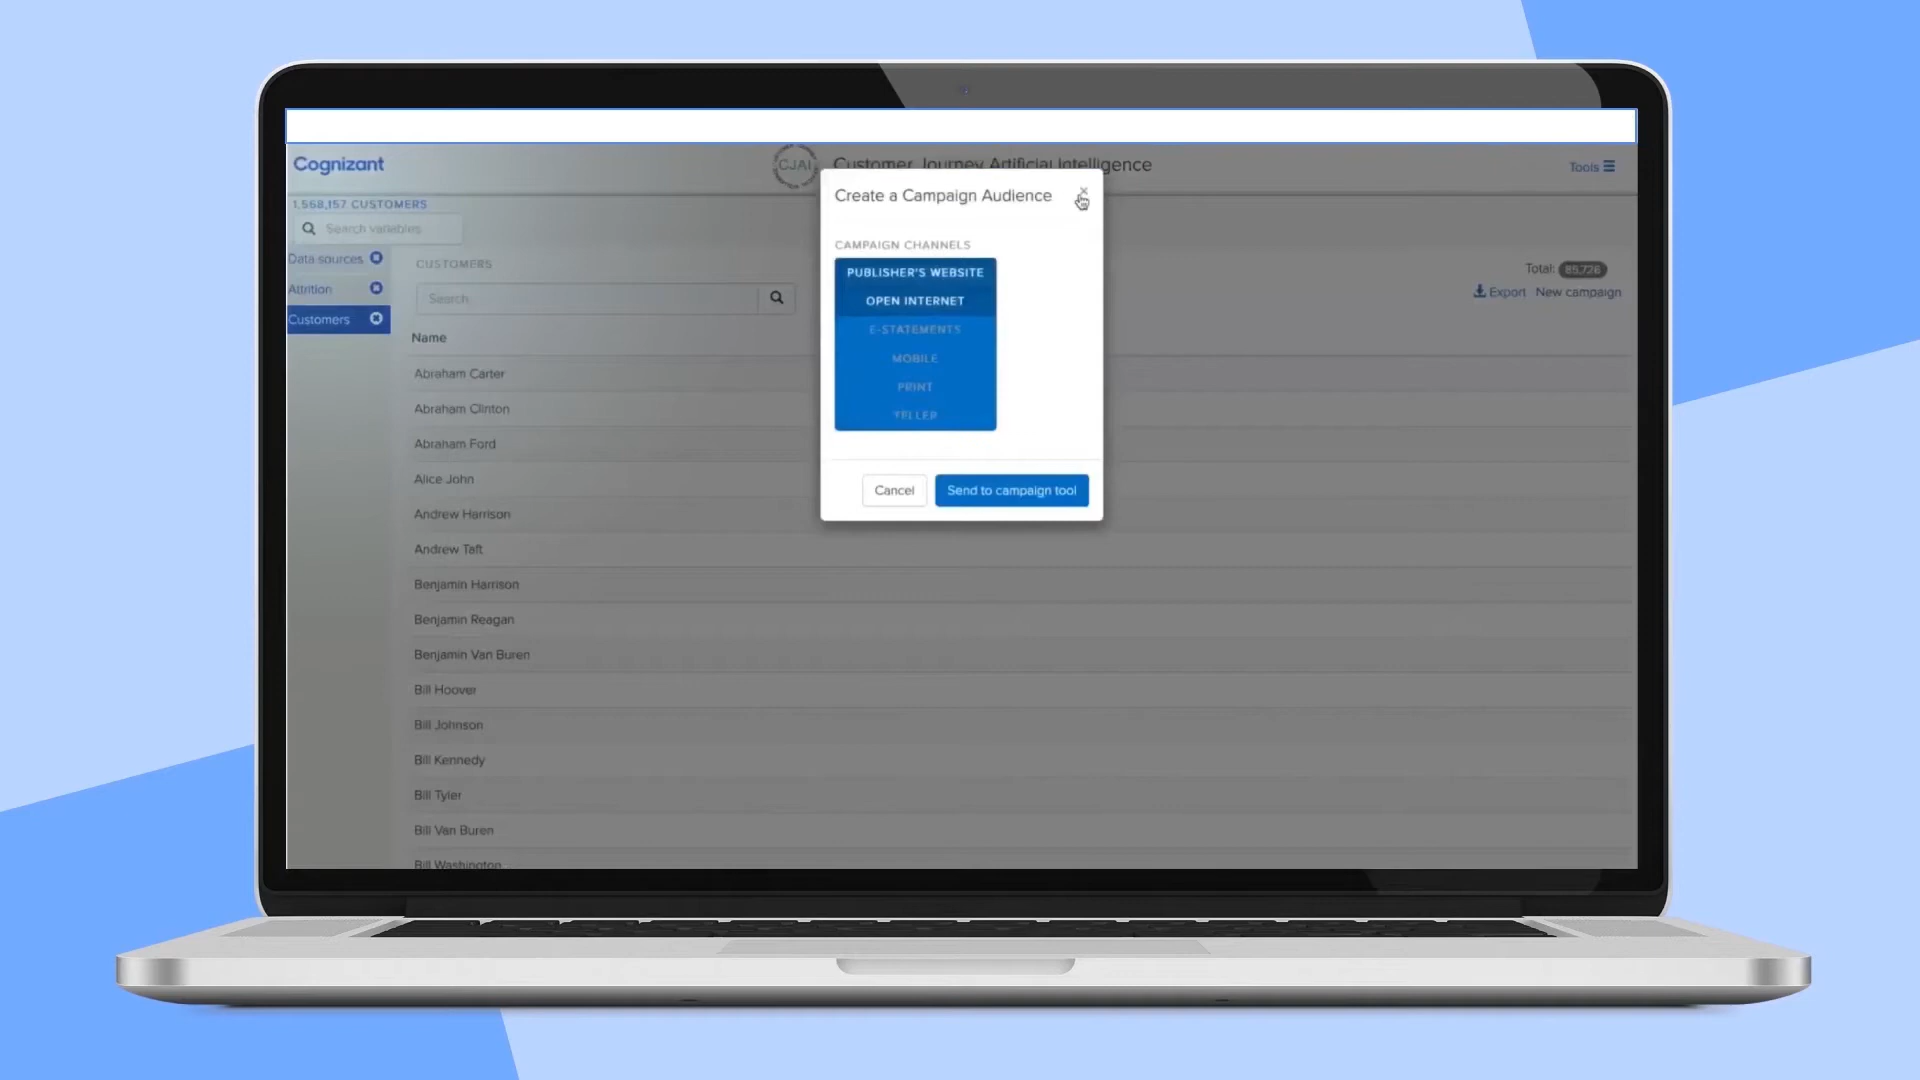 Cognizant
CJAI Customer Journey Artificial Intelligence
Tools
1,568,157 CUSTOMERS
Search variables
Data sources
Attrition
Customers
CUSTOMERS
Search
Total: 85,726
Export New campaign
Name
Abraham Carter
Abraham Clinton
Abraham Ford
Alice John
Andrew Harrison
Andrew Taft
Benjamin Harrison
Benjamin Reagan
Benjamin Van Buren
Bill Hoover
Bill Johnson
Bill Kennedy
Bill Tyler
Bill Van Buren
Bill Washington
Create a Campaign Audience
CAMPAIGN CHANNELS
PUBLISHER'S WEBSITE
OPEN INTERNET
E-STATEMENTS
MOBILE
PRINT
TELLER
Cancel
Send to campaign tool